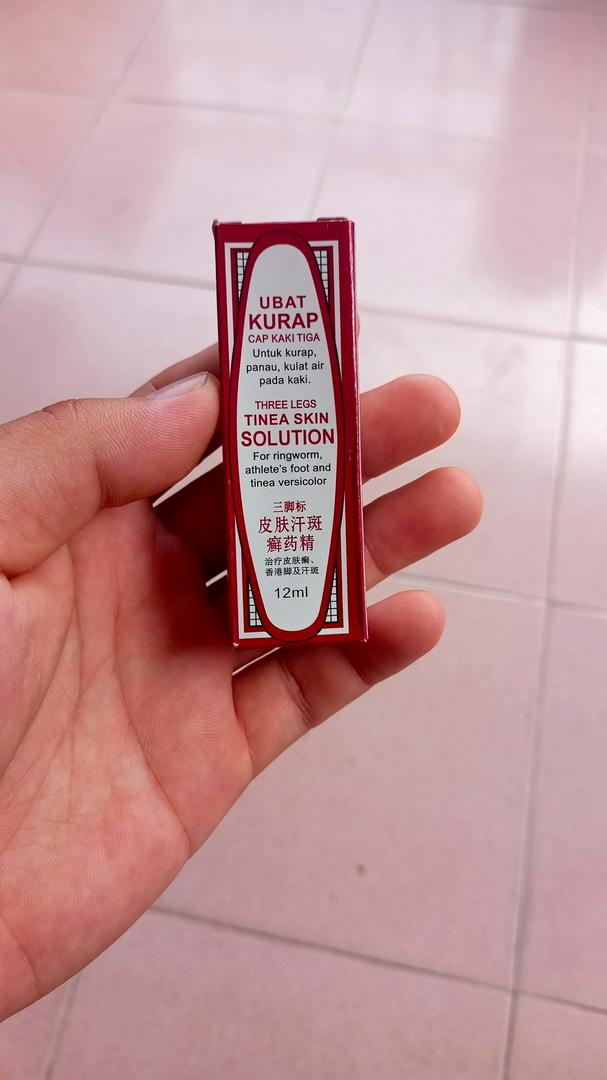 UBAT
KURAP
CAP KAKI TIGA
Untuk kurap,
panau, kulat air
pada kaki.
THREE LEGS
TINEA SKIN
SOLUTION
For ringworm,
athlete's foot and
tinea versicolor
三脚标
皮肤汗斑
癣药精
治疗皮肤癣、
香港脚及汗斑
12ml